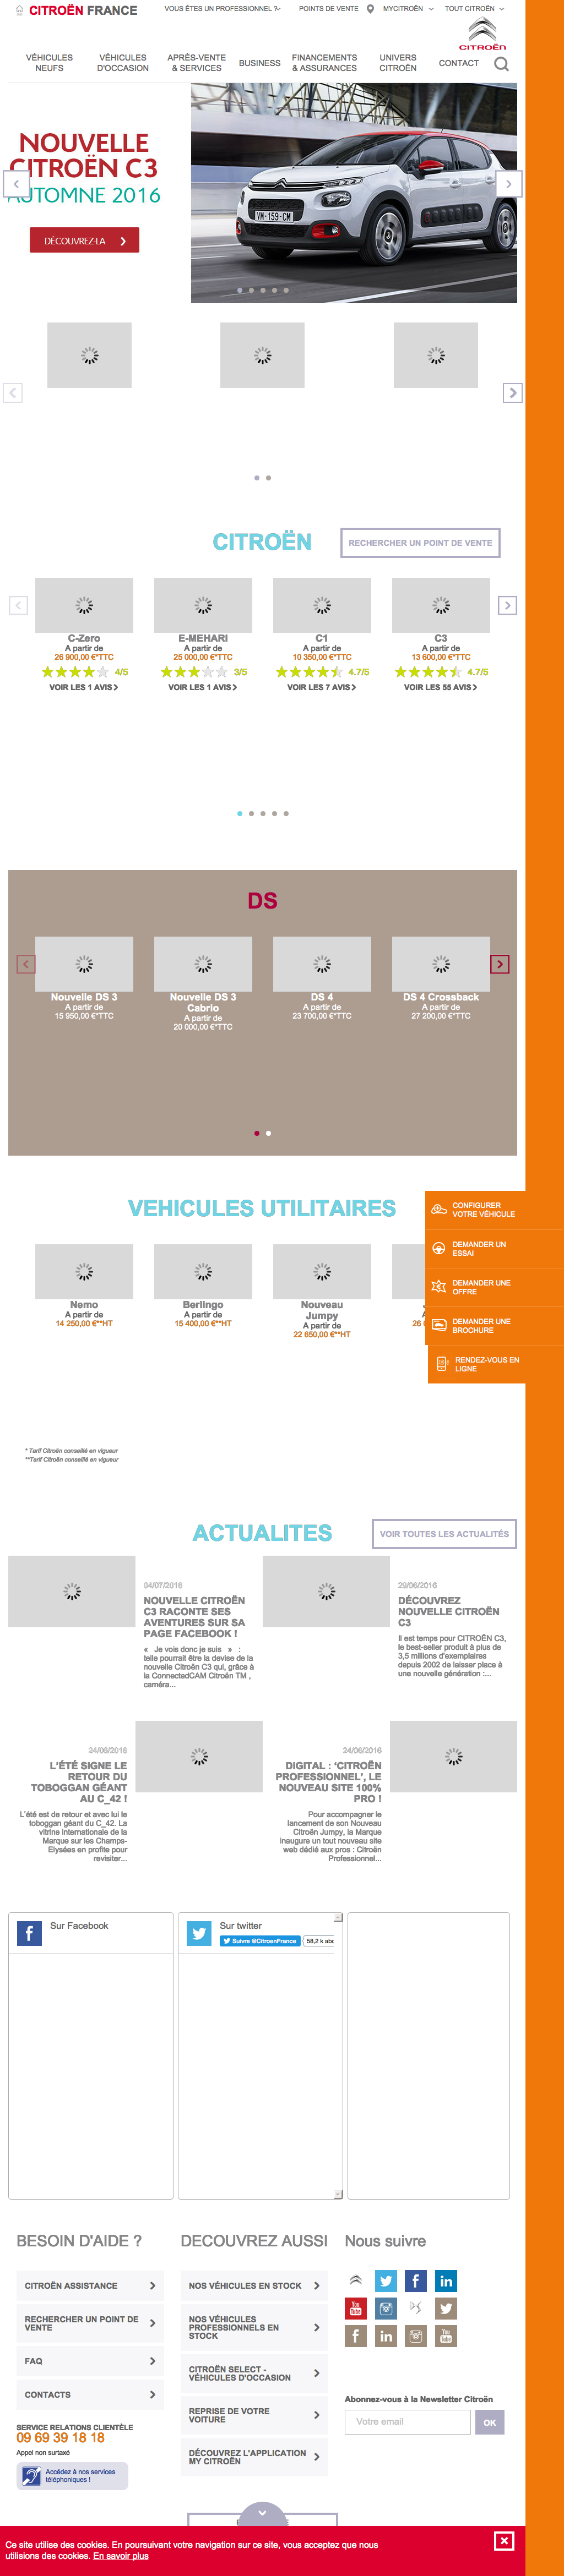 CITROËN FRANCE
VOUS ÊTES UN PROFESSIONNEL ?
POINTS DE VENTE
MYCITROËN
TOUT CITROËN
CITROËN
VÉHICULES
NEUFS
VÉHICULES
D'OCCASION
APRÈS-VENTE
& SERVICES
BUSINESS
FINANCEMENTS
& ASSURANCES
UNIVERS
CITROËN
CONTACT
NOUVELLE
CITROËN C3
AUTOMNE 2016
DÉCOUVREZ-LA
VM-159-CM
CITROËN
RECHERCHER UN POINT DE VENTE
C-Zero
A partir de
26 900,00 €*TTC
4/5
VOIR LES 1 AVIS
E-MEHARI
A partir de
25 000,00 €*TTC
3/5
VOIR LES 1 AVIS
C1
A partir de
10 350,00 €*TTC
4.7/5
VOIR LES 7 AVIS
C3
A partir de
13 600,00 €*TTC
4.7/5
VOIR LES 55 AVIS
DS
Nouvelle DS 3
A partir de
15 950,00 €*TTC
Nouvelle DS 3
Cabrio
A partir de
20 000,00 €*TTC
DS 4
A partir de
23 700,00 €*TTC
DS 4 Crossback
A partir de
27 200,00 €*TTC
VEHICULES UTILITAIRES
CONFIGURER
VOTRE VÉHICULE
DEMANDER UN
ESSAI
DEMANDER UNE
OFFRE
DEMANDER UNE
BROCHURE
RENDEZ-VOUS EN
LIGNE
Nemo
A partir de
14 250,00 €**HT
Berlingo
A partir de
15 400,00 €**HT
Nouveau
Jumpy
A partir de
22 650,00 €**HT
* Tarif Citroën conseillé en vigueur
**Tarif Citroën conseillé en vigueur
ACTUALITES
VOIR TOUTES LES ACTUALITÉS
04/07/2016
NOUVELLE CITROËN
C3 RACONTE SES
AVENTURES SUR SA
PAGE FACEBOOK !
« Je vois donc je suis » :
telle pourrait être la devise de la
nouvelle Citroën C3 qui, grâce à
la ConnectedCAM Citroën TM ,
caméra...
29/06/2016
DÉCOUVREZ
NOUVELLE CITROËN
C3
Il est temps pour CITROËN C3,
le best-seller produit à plus de
3,5 millions d'exemplaires
depuis 2002 de laisser place à
une nouvelle génération :...
24/06/2016
L'ÉTÉ SIGNE LE
RETOUR DU
TOBOGGAN GÉANT
AU C_42 !
L'été est de retour et avec lui le
toboggan géant du C_42. La
vitrine internationale de la
Marque sur les Champs-
Elysées en profite pour
revisiter...
24/06/2016
DIGITAL : 'CITROËN
PROFESSIONNEL', LE
NOUVEAU SITE 100%
PRO !
Pour accompagner le
lancement de son Nouveau
Citroën Jumpy, la Marque
inaugure un tout nouveau site
web dédié aux pros : Citroën
Professionnel...
Sur Facebook
Sur twitter
Suivre @CitroenFrance
58,2 k abo
BESOIN D'AIDE ?
CITROËN ASSISTANCE
RECHERCHER UN POINT DE
VENTE
FAQ
CONTACTS
SERVICE RELATIONS CLIENTÈLE
09 69 39 18 18
Appel non surtaxé
Accédez à nos services
téléphoniques !
DECOUVREZ AUSSI
NOS VÉHICULES EN STOCK
NOS VÉHICULES
PROFESSIONNELS EN
STOCK
CITROËN SELECT -
VÉHICULES D'OCCASION
REPRISE DE VOTRE
VOITURE
DÉCOUVREZ L'APPLICATION
MY CITROËN
Nous suivre
Abonnez-vous à la Newsletter Citroën
Votre email
OK
Ce site utilise des cookies. En poursuivant votre navigation sur ce site, vous acceptez que nous
utilisions des cookies. En savoir plus